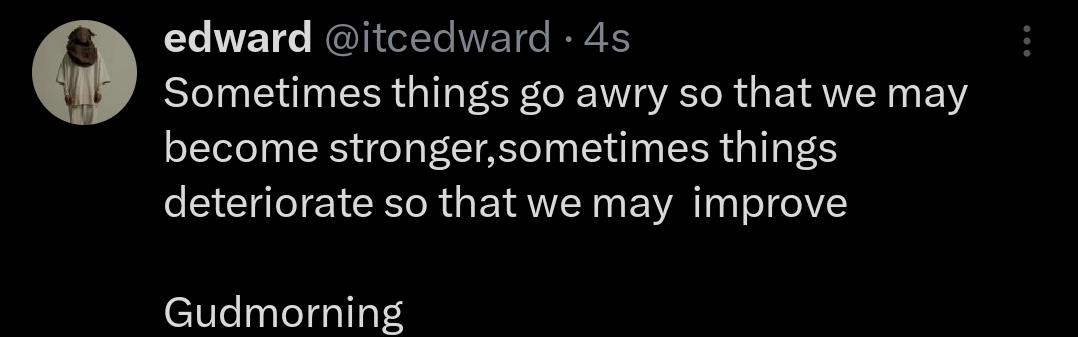 edward @itcedward · 4s
Sometimes things go awry so that we may
become stronger,sometimes things
deteriorate so that we may  improve

Gudmorning